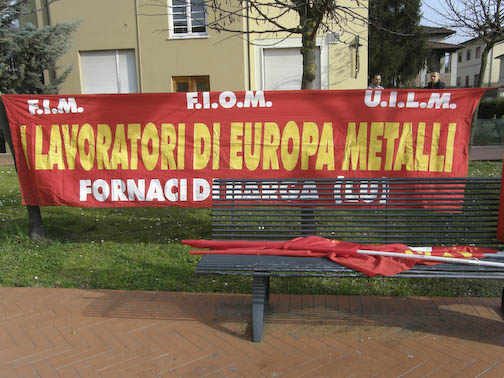 F.I.M. F.I.O.M. U.I.L.M.
I LAVORATORI DI EUROPA METALLI
FORNACI DI BARGA (LU)